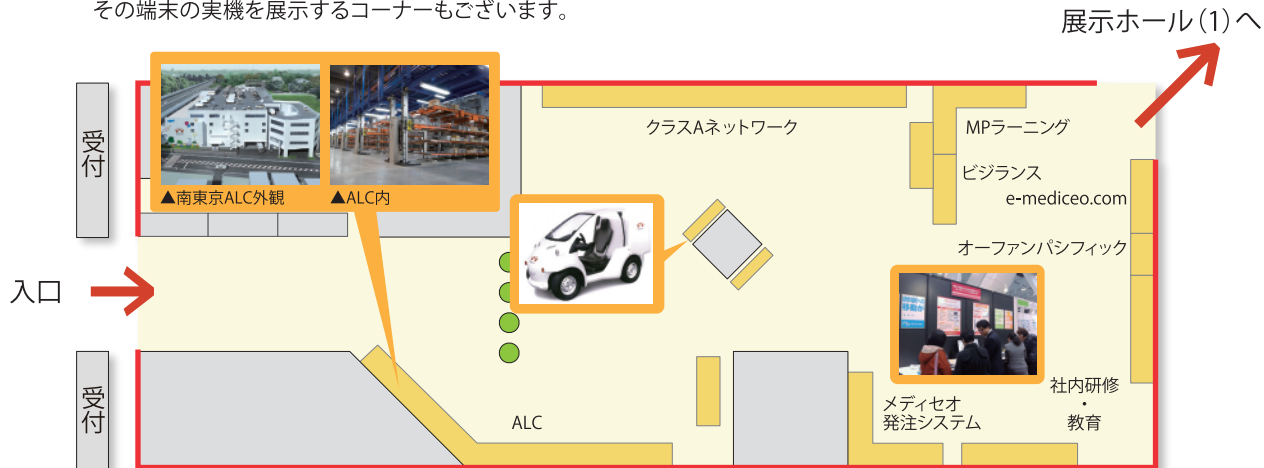 その端末の実機を展示するコーナーもございます。
展示ホール(1)へ
受付
▲南東京ALC外観
▲ALC内
クラスAネットワーク
MPラーニング
ビジランス
e-mediceo.com
オーファンパシフィック
入口
受付
ALC
メディセオ
発注システム
社内研修
・
教育